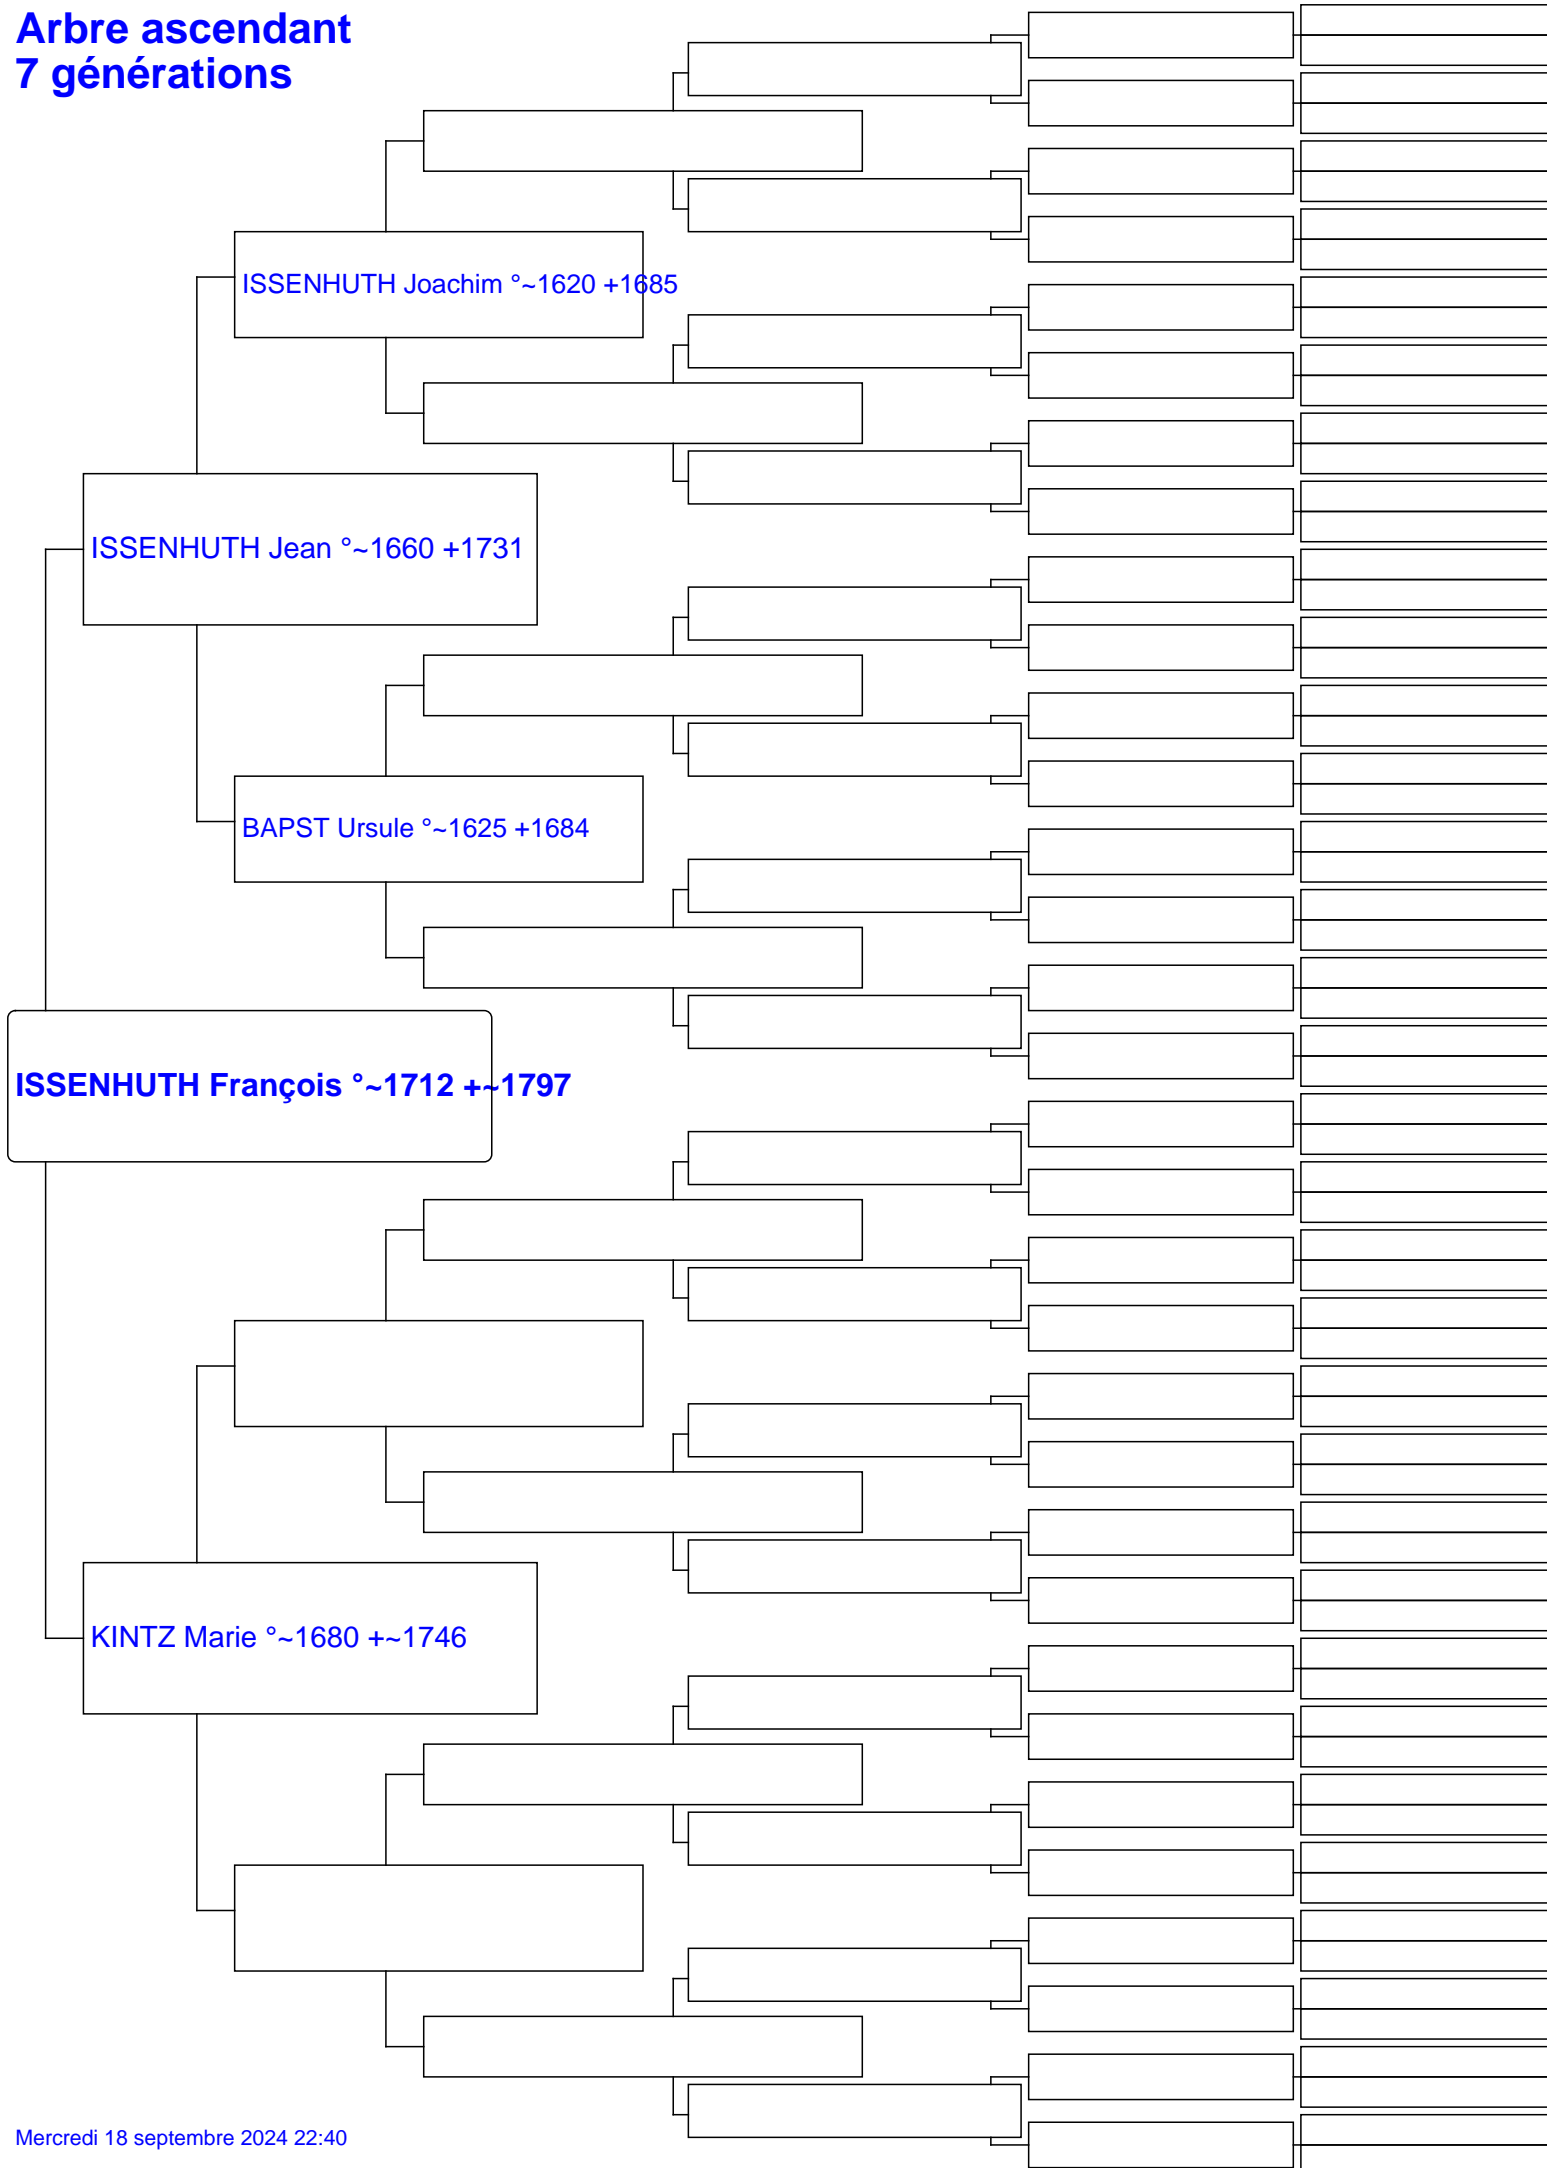 Arbre ascendant
7 générations
ISSENHUTH Joachim °~1620 +1685
ISSENHUTH Jean °~1660 +1731
BAPST Ursule °~1625 +1684
ISSENHUTH François °~1712 +~1797
KINTZ Marie °~1680 +~1746
Mercredi 18 septembre 2024 22:40